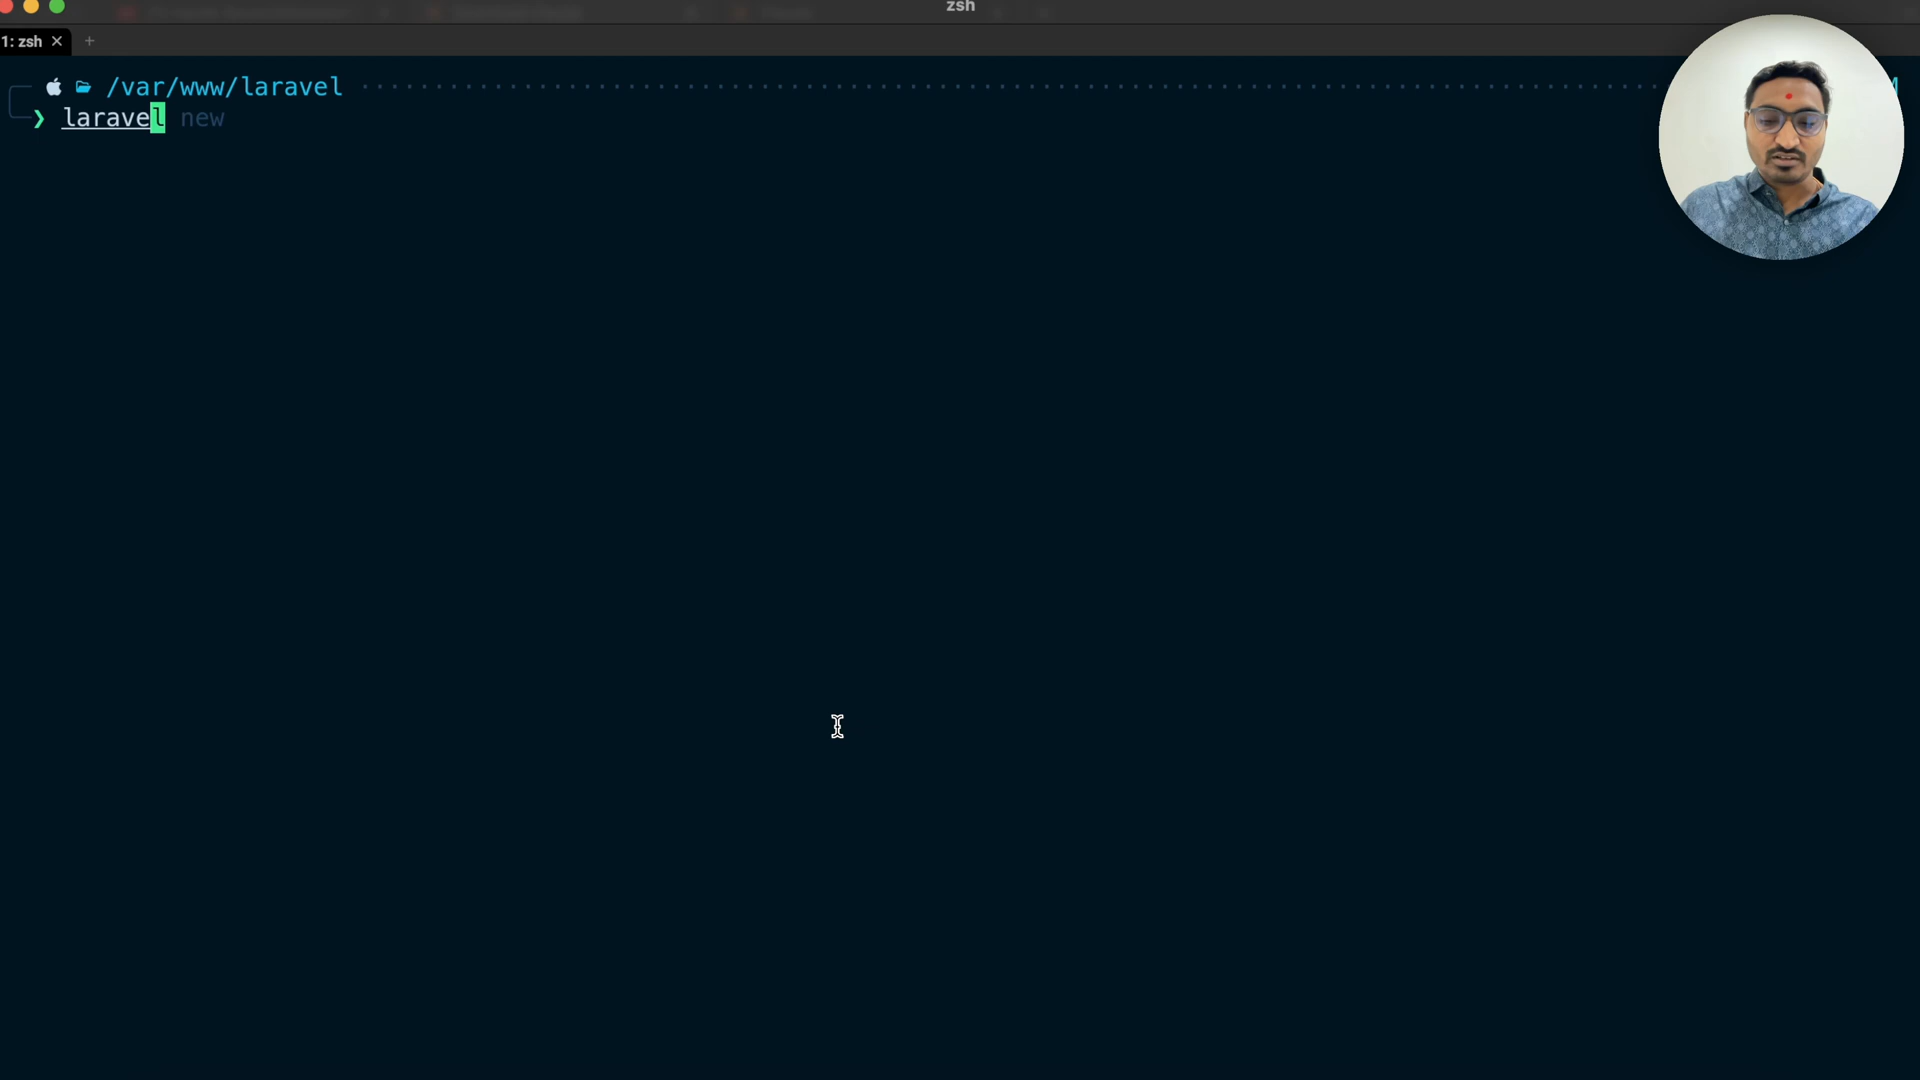 zsh
1: zsh
/var/www/laravel
❯ laravel new